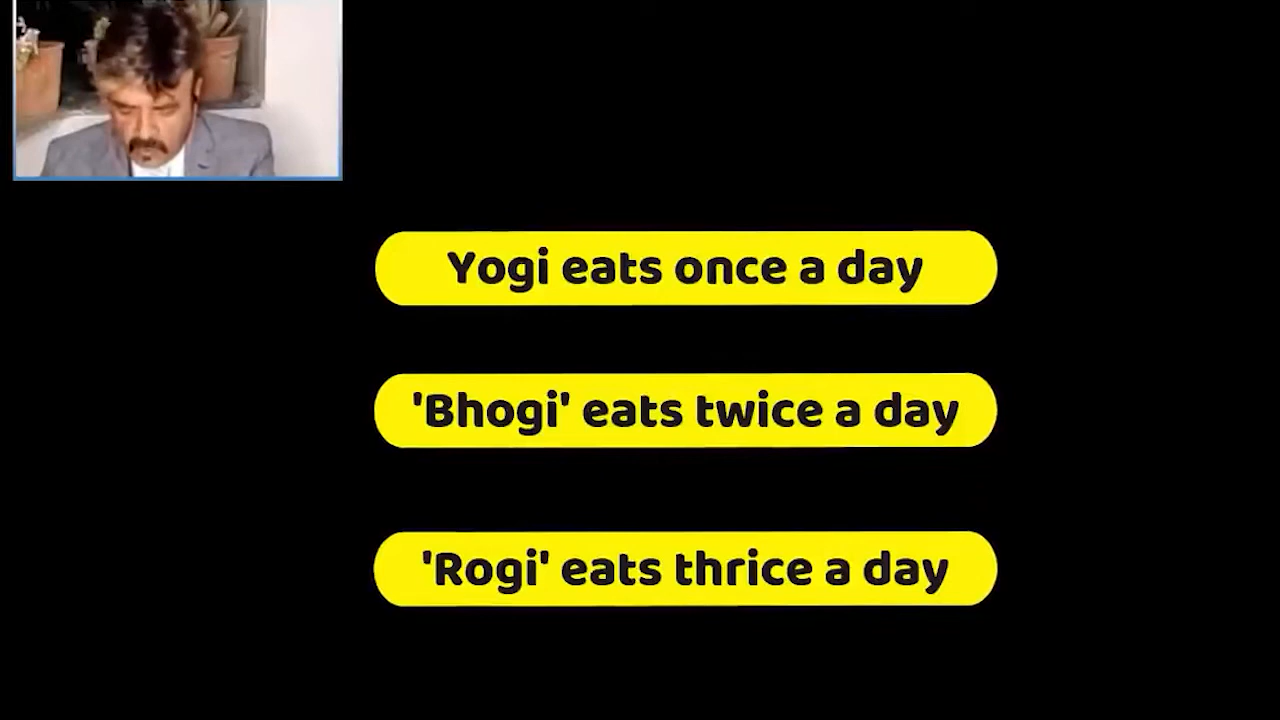 Yogi eats once a day
'Bhogi' eats twice a day
'Rogi' eats thrice a day